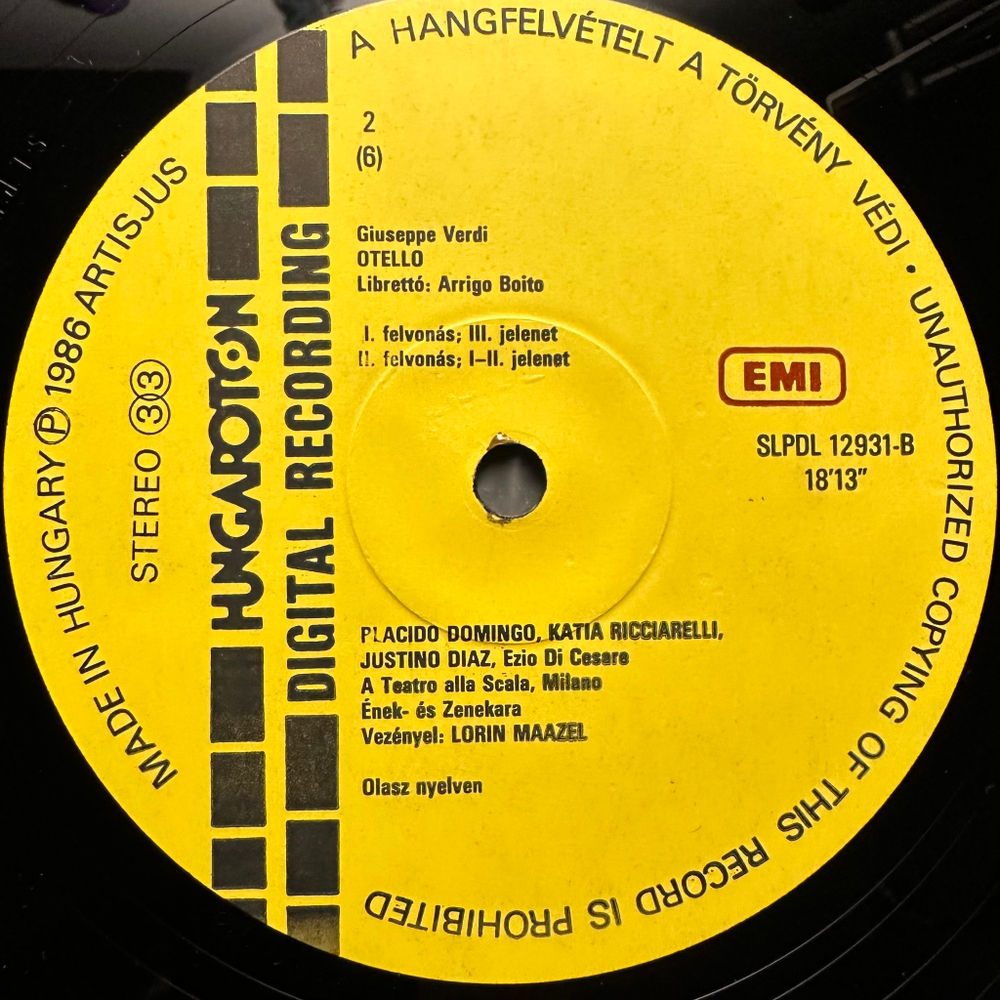 A HANGFELVÉTELT A TÖRVÉNY VÉDI • UNAUTHORIZED COPYING OF THIS RECORD IS PROHIBITED
MADE IN HUNGARY Ⓟ 1986 ARTISJUS
STEREO 33
HUNGAROTON
DIGITAL RECORDING
2
(6)
Giuseppe Verdi
OTELLO
Librettó: Arrigo Boito
I. felvonás; III. jelenet
II. felvonás; I–II. jelenet
EMI
SLPDL 12931-B
18'13"
PLACIDO DOMINGO, KATIA RICCIARELLI,
JUSTINO DIAZ, Ezio Di Cesare
A Teatro alla Scala, Milano
Ének- és Zenekara
Vezényel: LORIN MAAZEL
Olasz nyelven